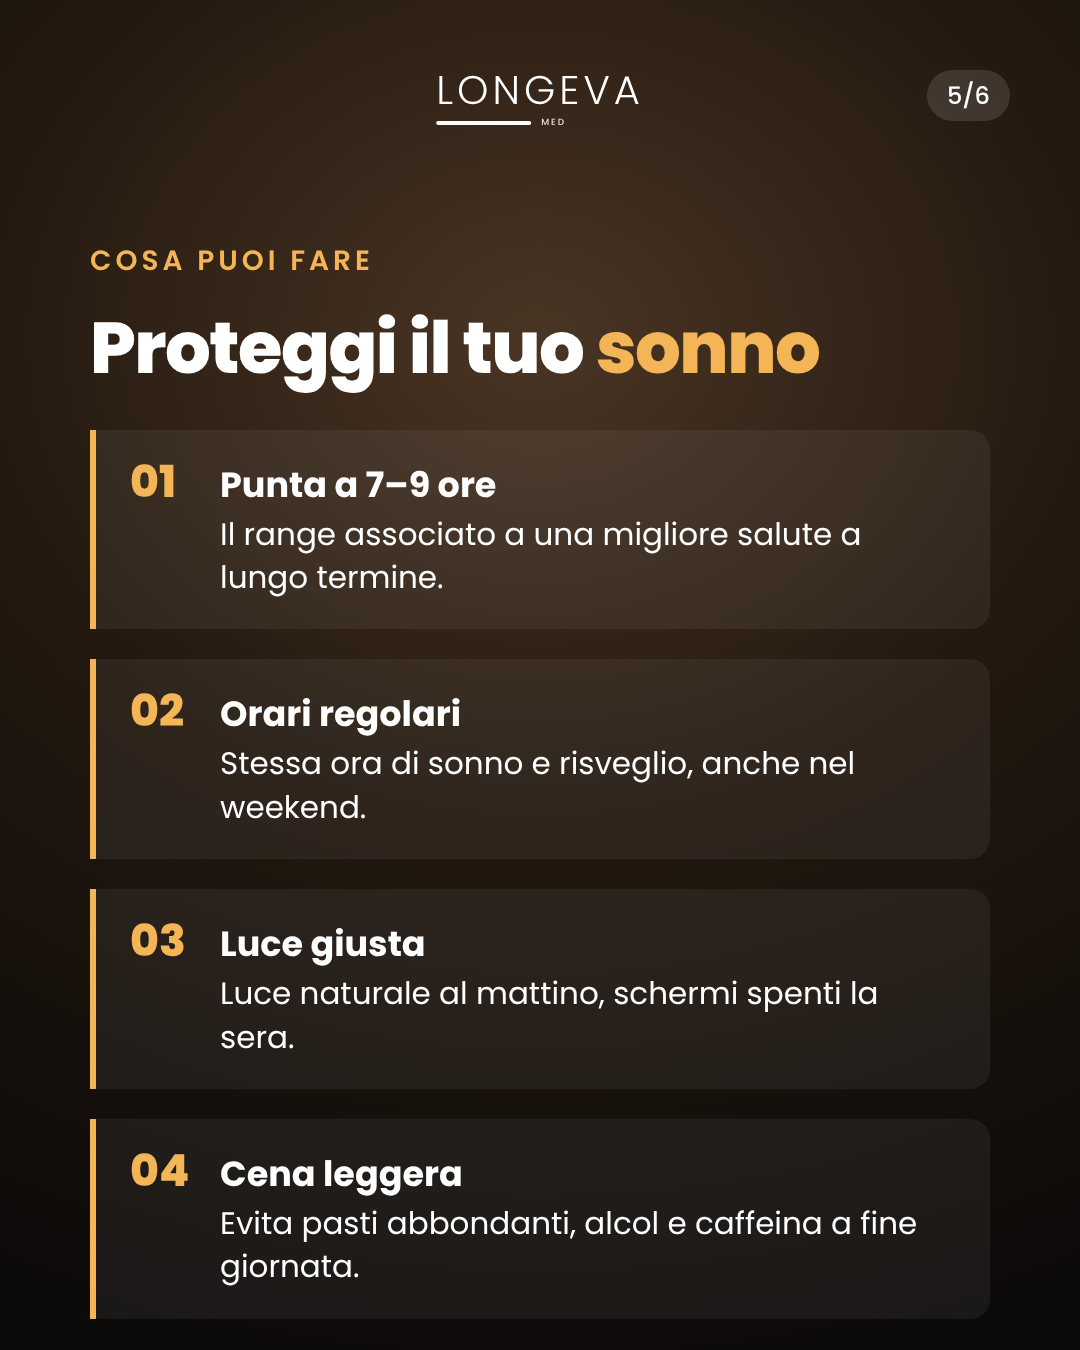 LONGEVA
MED
5/6
COSA PUOI FARE
Proteggi il tuo sonno
01
Punta a 7–9 ore
Il range associato a una migliore salute a
lungo termine.
02
Orari regolari
Stessa ora di sonno e risveglio, anche nel
weekend.
03
Luce giusta
Luce naturale al mattino, schermi spenti la
sera.
04
Cena leggera
Evita pasti abbondanti, alcol e caffeina a fine
giornata.